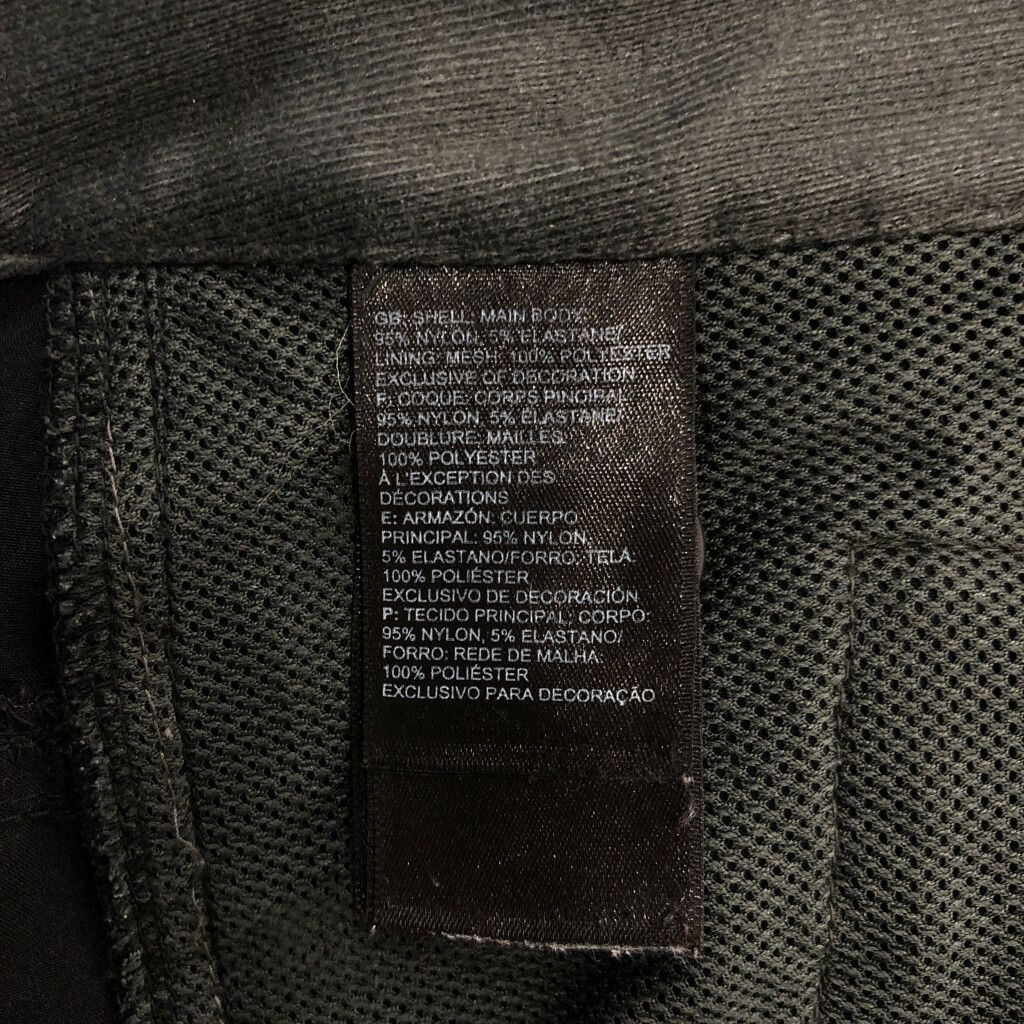 GB: SHELL: MAIN BODY:
95% NYLON, 5% ELASTANE/
LINING: MESH: 100% POLYESTER
EXCLUSIVE OF DECORATION
F: COQUE: CORPS PINCIPAL:
95% NYLON, 5% ELASTANE/
DOUBLURE: MAILLES:
100% POLYESTER
À L'EXCEPTION DES
DÉCORATIONS
E: ARMAZÓN: CUERPO
PRINCIPAL: 95% NYLON,
5% ELASTANO/FORRO: TELA:
100% POLIÉSTER
EXCLUSIVO DE DECORACIÓN
P: TECIDO PRINCIPAL: CORPO:
95% NYLON, 5% ELASTANO/
FORRO: REDE DE MALHA:
100% POLIÉSTER
EXCLUSIVO PARA DECORAÇÃO